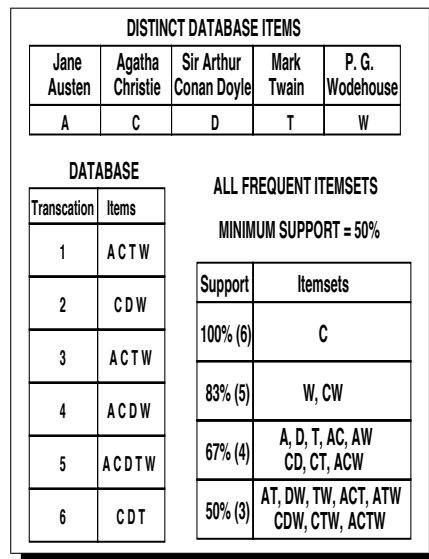 DISTINCT DATABASE ITEMS
Jane Austen
Agatha Christie
Sir Arthur Conan Doyle
Mark Twain
P. G. Wodehouse
A C D T W
DATABASE
Transcation Items
1 A C T W
2 C D W
3 A C T W
4 A C D W
5 A C D T W
6 C D T
ALL FREQUENT ITEMSETS
MINIMUM SUPPORT = 50%
Support Itemsets
100% (6) C
83% (5) W, CW
67% (4) A, D, T, AC, AW
CD, CT, ACW
50% (3) AT, DW, TW, ACT, ATW
CDW, CTW, ACTW